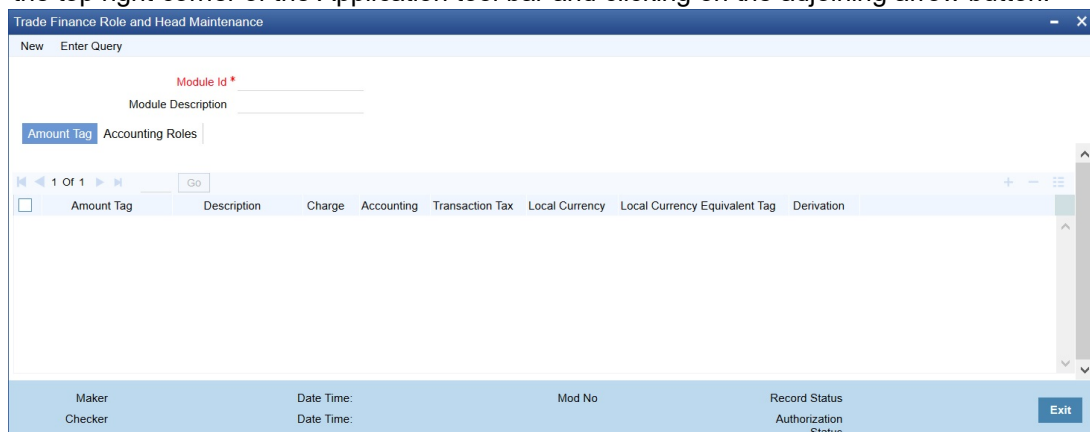 the top right corner of the Application tool bar and clicking on the adjoining arrow button.
Trade Finance Role and Head Maintenance
New Enter Query
Module Id *
Module Description
Amount Tag Accounting Roles
1 Of 1 Go
Amount Tag Description Charge Accounting Transaction Tax Local Currency Local Currency Equivalent Tag Derivation
Maker Date Time: Mod No Record Status
Checker Date Time: Authorization
Status
Exit